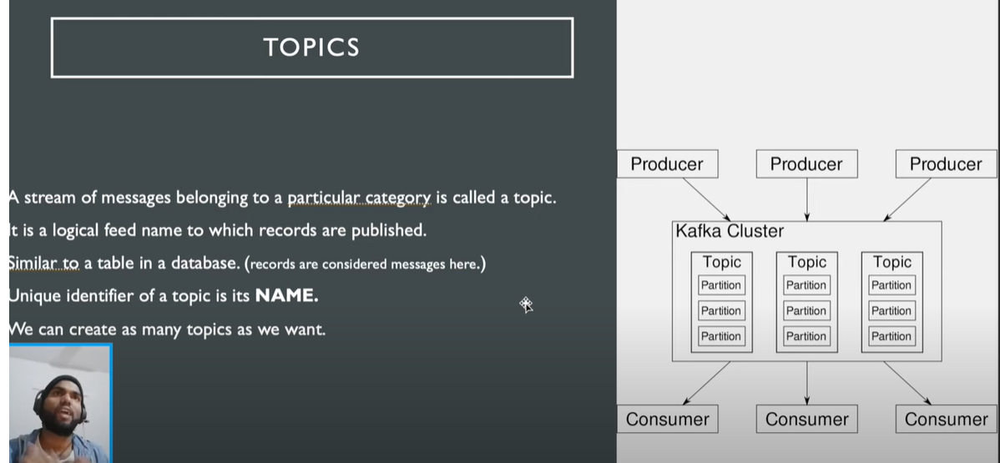 TOPICS
A stream of messages belonging to a particular category is called a topic.
It is a logical feed name to which records are published.
Similar to a table in a database. (records are considered messages here.)
Unique identifier of a topic is its NAME.
We can create as many topics as we want.
Producer Producer Producer
Kafka Cluster
Topic Topic Topic
Partition Partition Partition
Partition Partition Partition
Partition Partition Partition
Consumer Consumer Consumer